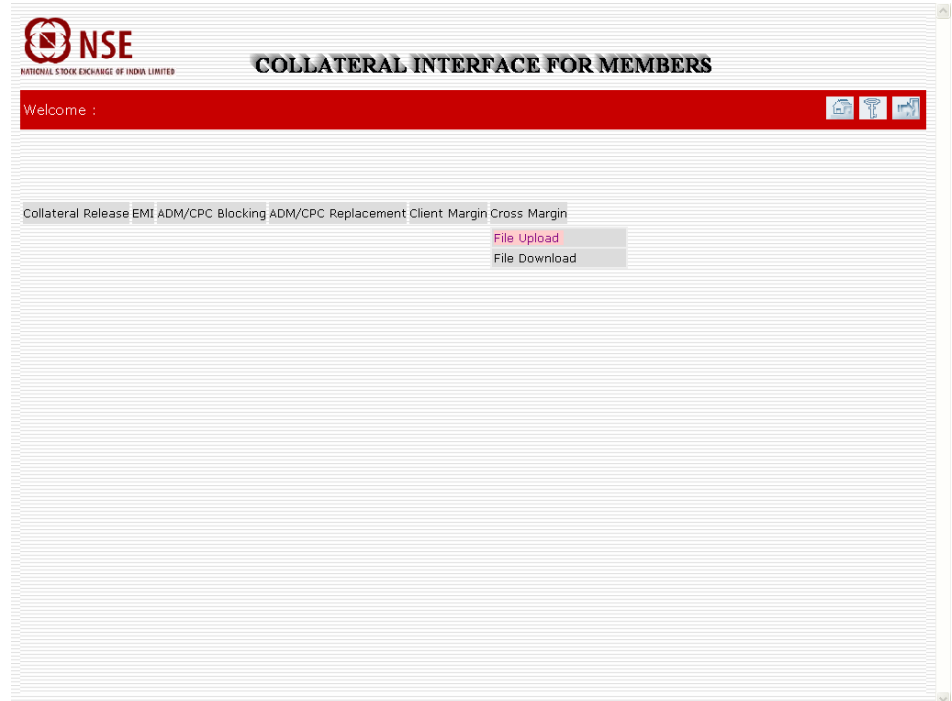 NSE
NATIONAL STOCK EXCHANGE OF INDIA LIMITED
COLLATERAL INTERFACE FOR MEMBERS
Welcome :
Collateral Release EMI ADM/CPC Blocking ADM/CPC Replacement Client Margin Cross Margin
File Upload
File Download